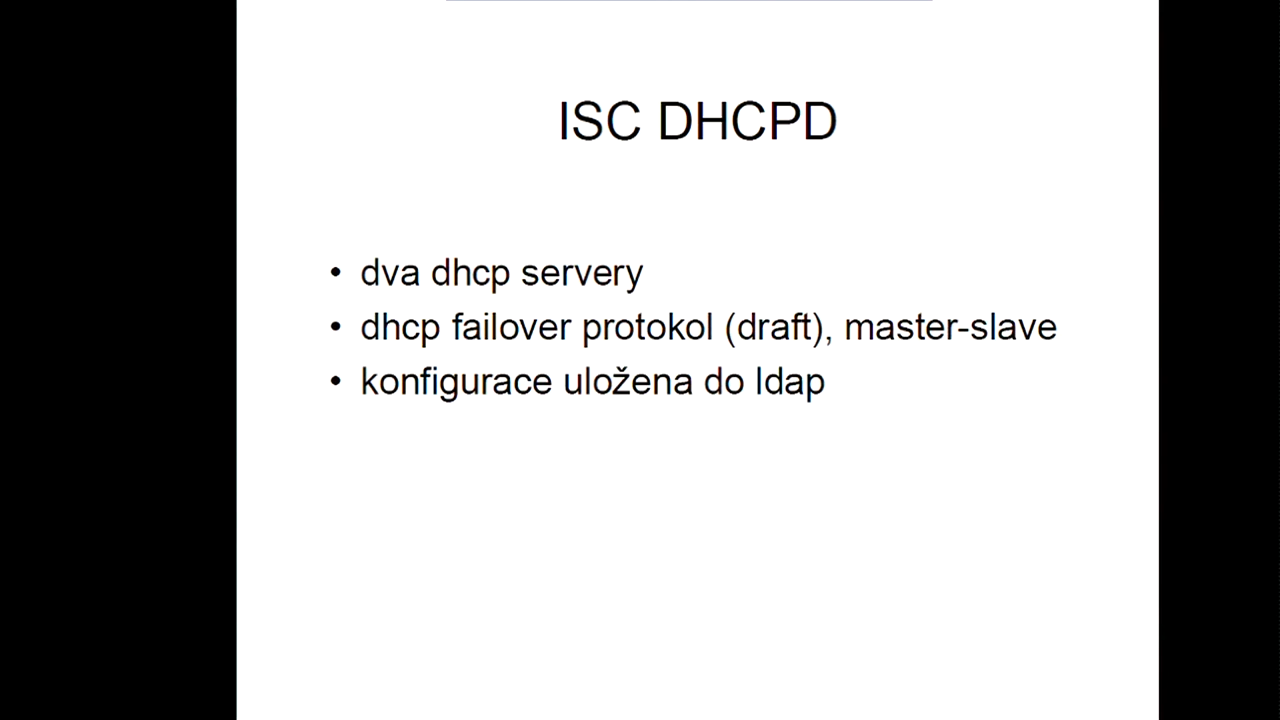 ISC DHCPD
• dva dhcp servery
• dhcp failover protokol (draft), master-slave
• konfigurace uložena do ldap